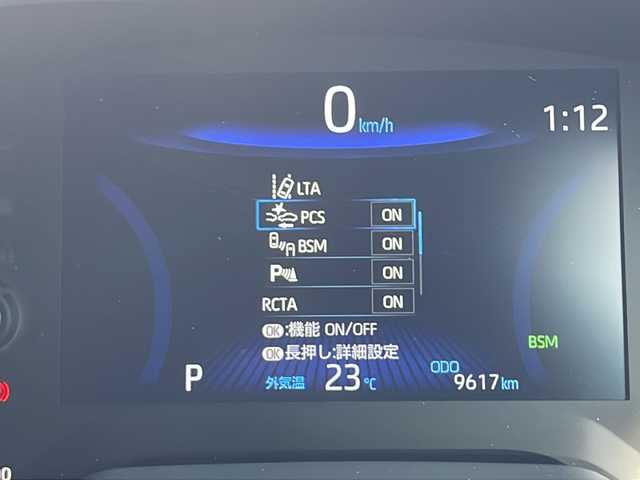 0 km/h
1:12
LTA
PCS ON
BSM ON
P ON
RCTA ON
OK:機能 ON/OFF
OK長押し:詳細設定
BSM
P
外気温 23 ℃
ODO
9617 km